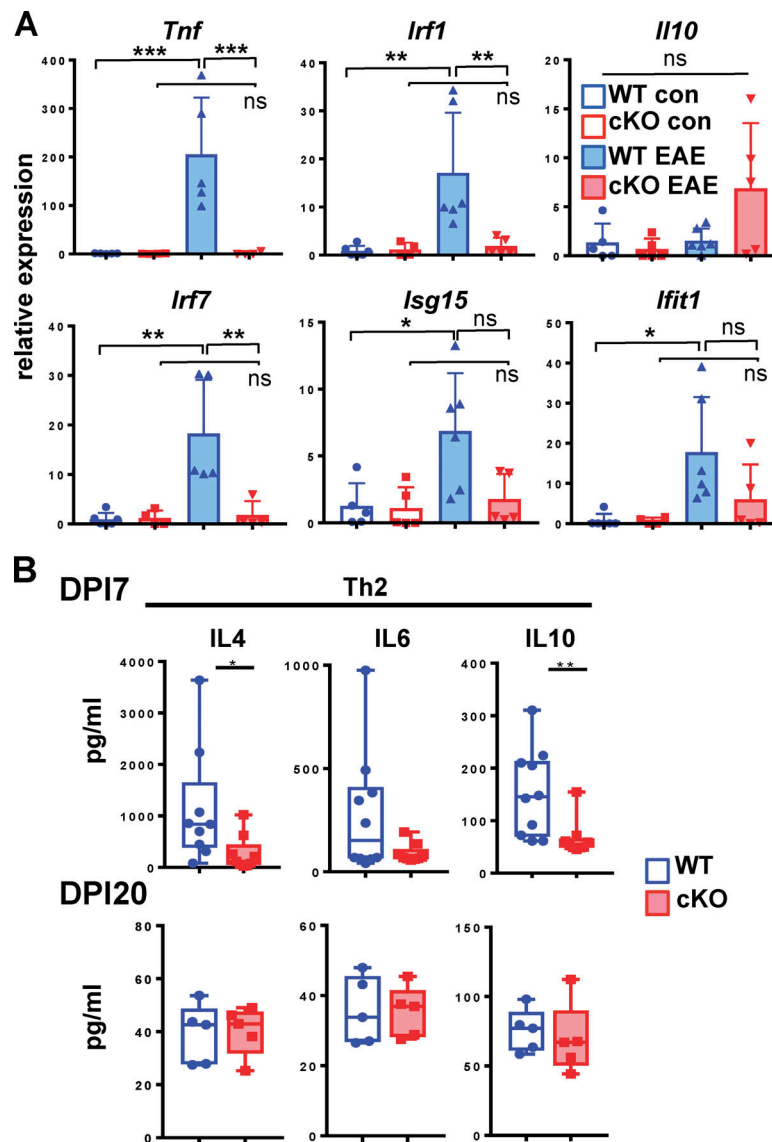 A
Tnf
Irf1
Il10
relative expression
400
300
200
100
0
***
***
ns
40
30
20
10
0
**
**
ns
20
15
10
5
0
ns
WT con
cKO con
WT EAE
cKO EAE
Irf7
Isg15
Ifit1
40
30
20
10
0
**
**
ns
15
10
5
0
*
ns
ns
50
40
30
20
10
0
*
ns
ns
B
DPI7
Th2
IL4
IL6
IL10
pg/ml
4000
3000
2000
1000
0
*
1000
500
0
400
300
200
100
0
**
WT
cKO
DPI20
pg/ml
80
60
40
20
0
60
40
20
0
150
100
50
0